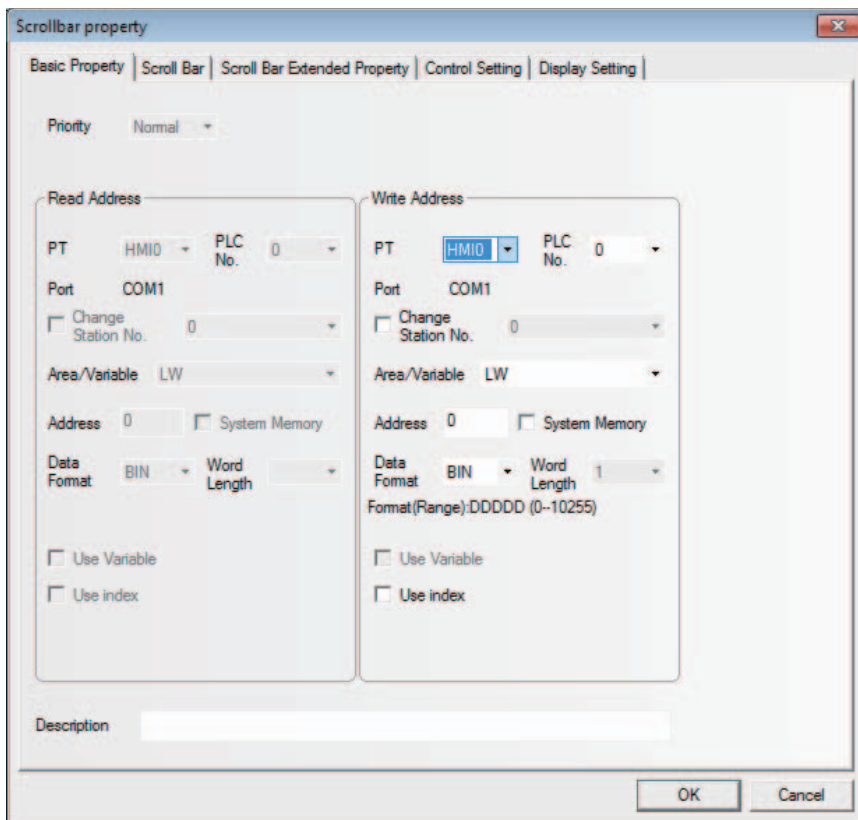 Scrollbar property
Basic Property Scroll Bar Scroll Bar Extended Property Control Setting Display Setting
Priority Normal
Read Address
PT HMI0 PLC No. 0
Port COM1
Change Station No. 0
Area/Variable LW
Address 0 System Memory
Data Format BIN Word Length
Use Variable
Use index
Write Address
PT HMI0 PLC No. 0
Port COM1
Change Station No. 0
Area/Variable LW
Address 0 System Memory
Data Format BIN Word Length 1
Format(Range):DDDDD (0--10255)
Use Variable
Use index
Description
OK Cancel